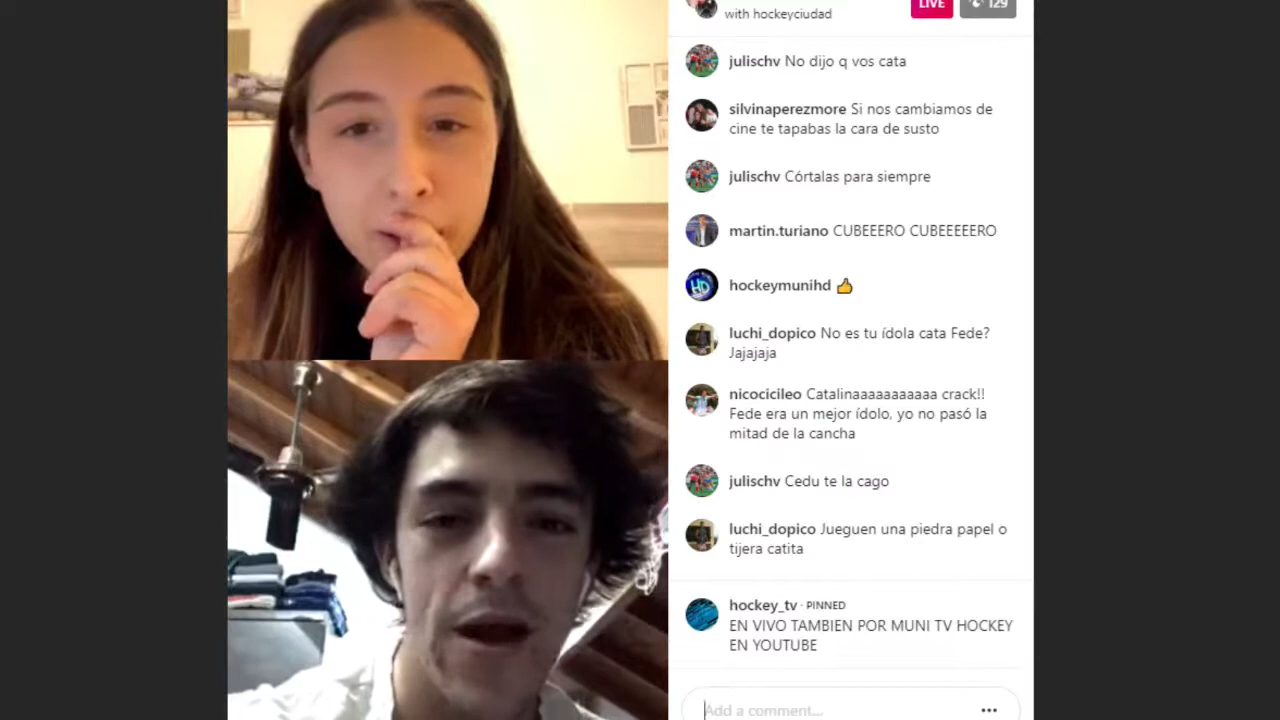 with hockeyciudad
LIVE
129
julischv No dijo q vos cata
silvinaperezmore Si nos cambiamos de
cine te tapabas la cara de susto
julischv Córtalas para siempre
martin.turiano CUBEEERO CUBEEEEERO
hockeymunihd 👍
luchi_dopico No es tu ídola cata Fede?
Jajajaja
nicocicileo Catalinaaaaaaaaaaa crack!!
Fede era un mejor ídolo, yo no pasó la
mitad de la cancha
julischv Cedu te la cago
luchi_dopico Jueguen una piedra papel o
tijera catita
hockey_tv · PINNED
EN VIVO TAMBIEN POR MUNI TV HOCKEY
EN YOUTUBE
Add a comment...